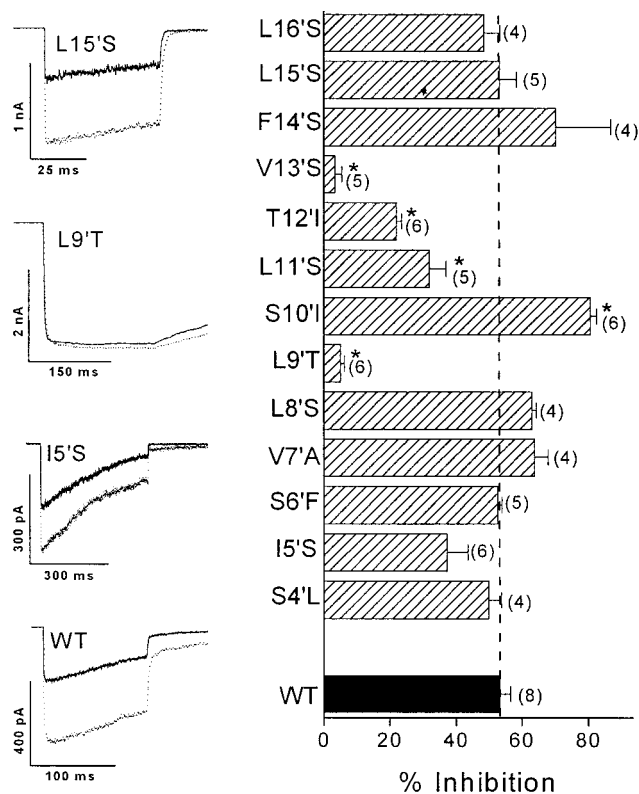 L15'S
1 nA
25 ms
L9'T
2 nA
150 ms
I5'S
300 pA
300 ms
WT
400 pA
100 ms
L16'S (4)
L15'S (5)
F14'S (4)
V13'S * (5)
T12'I * (6)
L11'S * (5)
S10'I * (6)
L9'T * (6)
L8'S (4)
V7'A (4)
S6'F (5)
I5'S (6)
S4'L (4)
WT (8)
0 20 40 60 80
% Inhibition